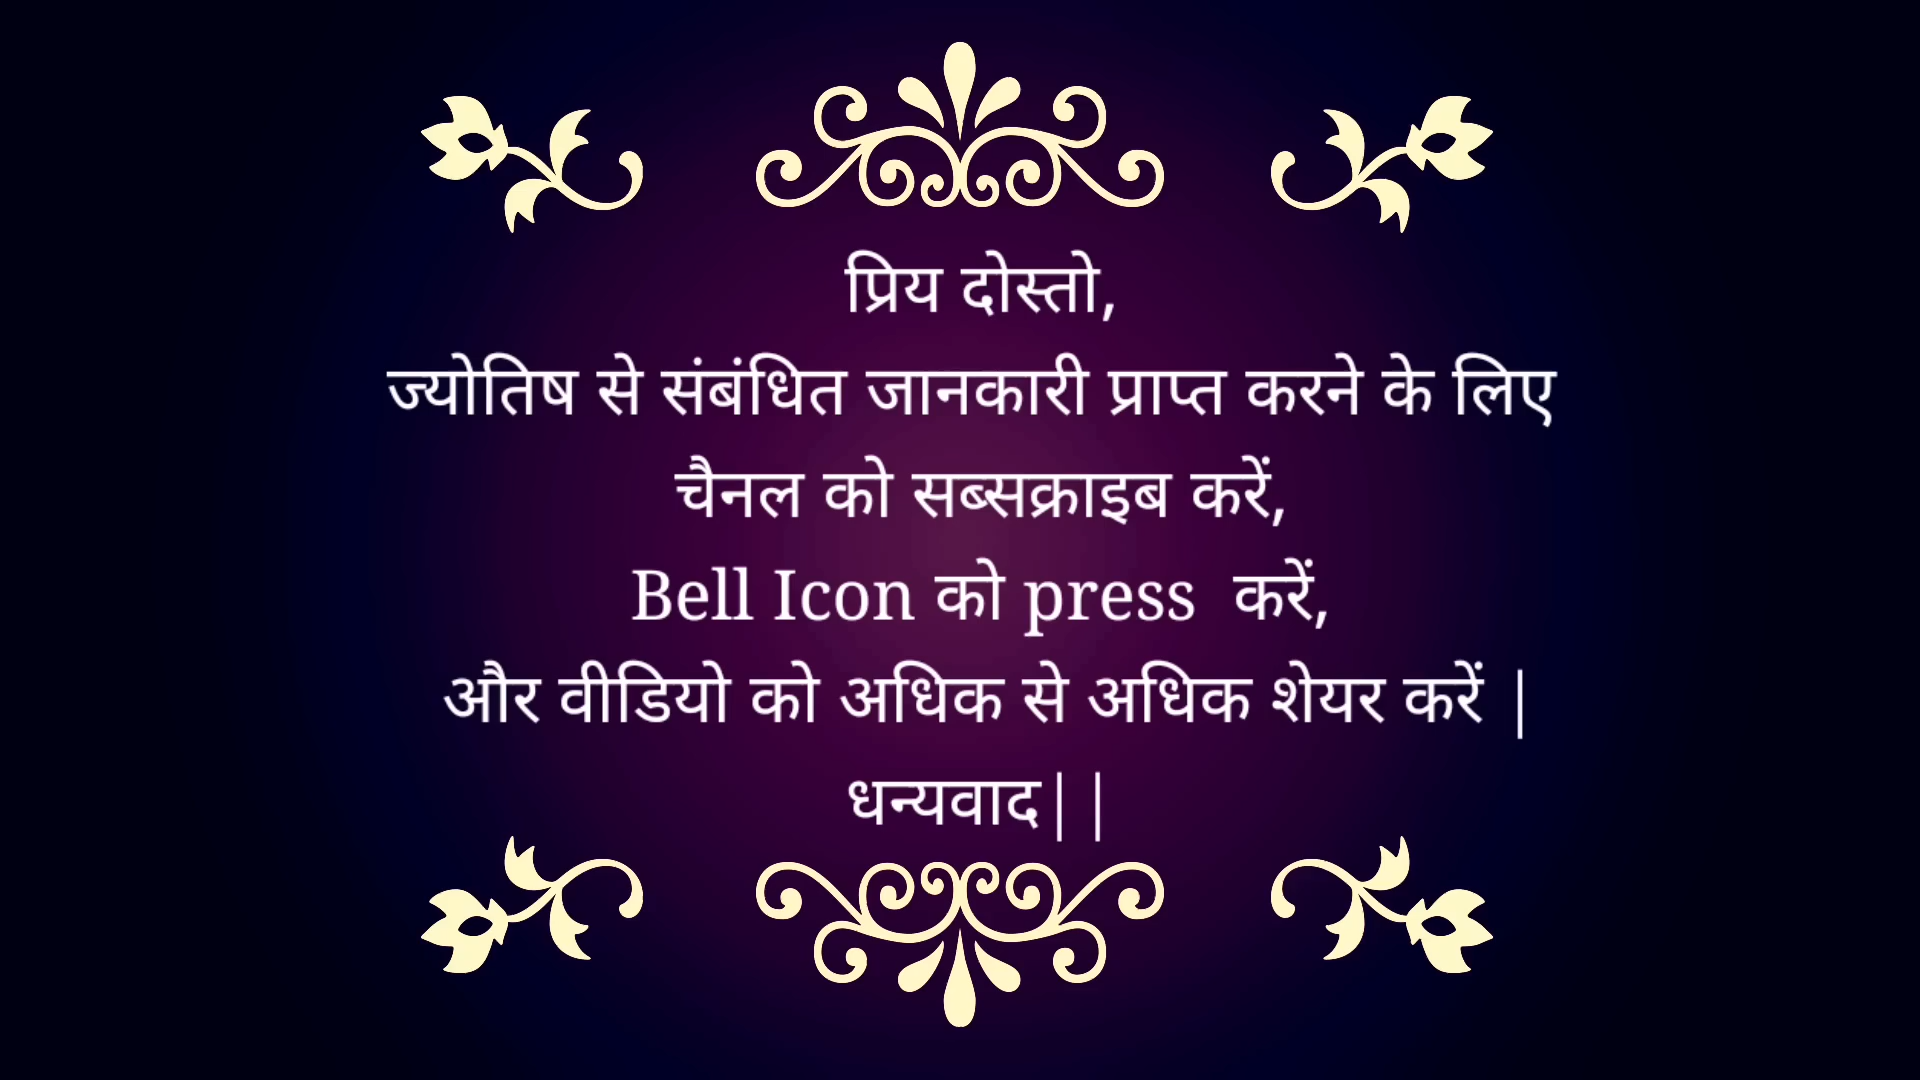 प्रिय दोस्तो,
ज्योतिष से संबंधित जानकारी प्राप्त करने के लिए
चैनल को सब्सक्राइब करें,
Bell Icon को press  करें,
और वीडियो को अधिक से अधिक शेयर करें |
धन्यवाद||